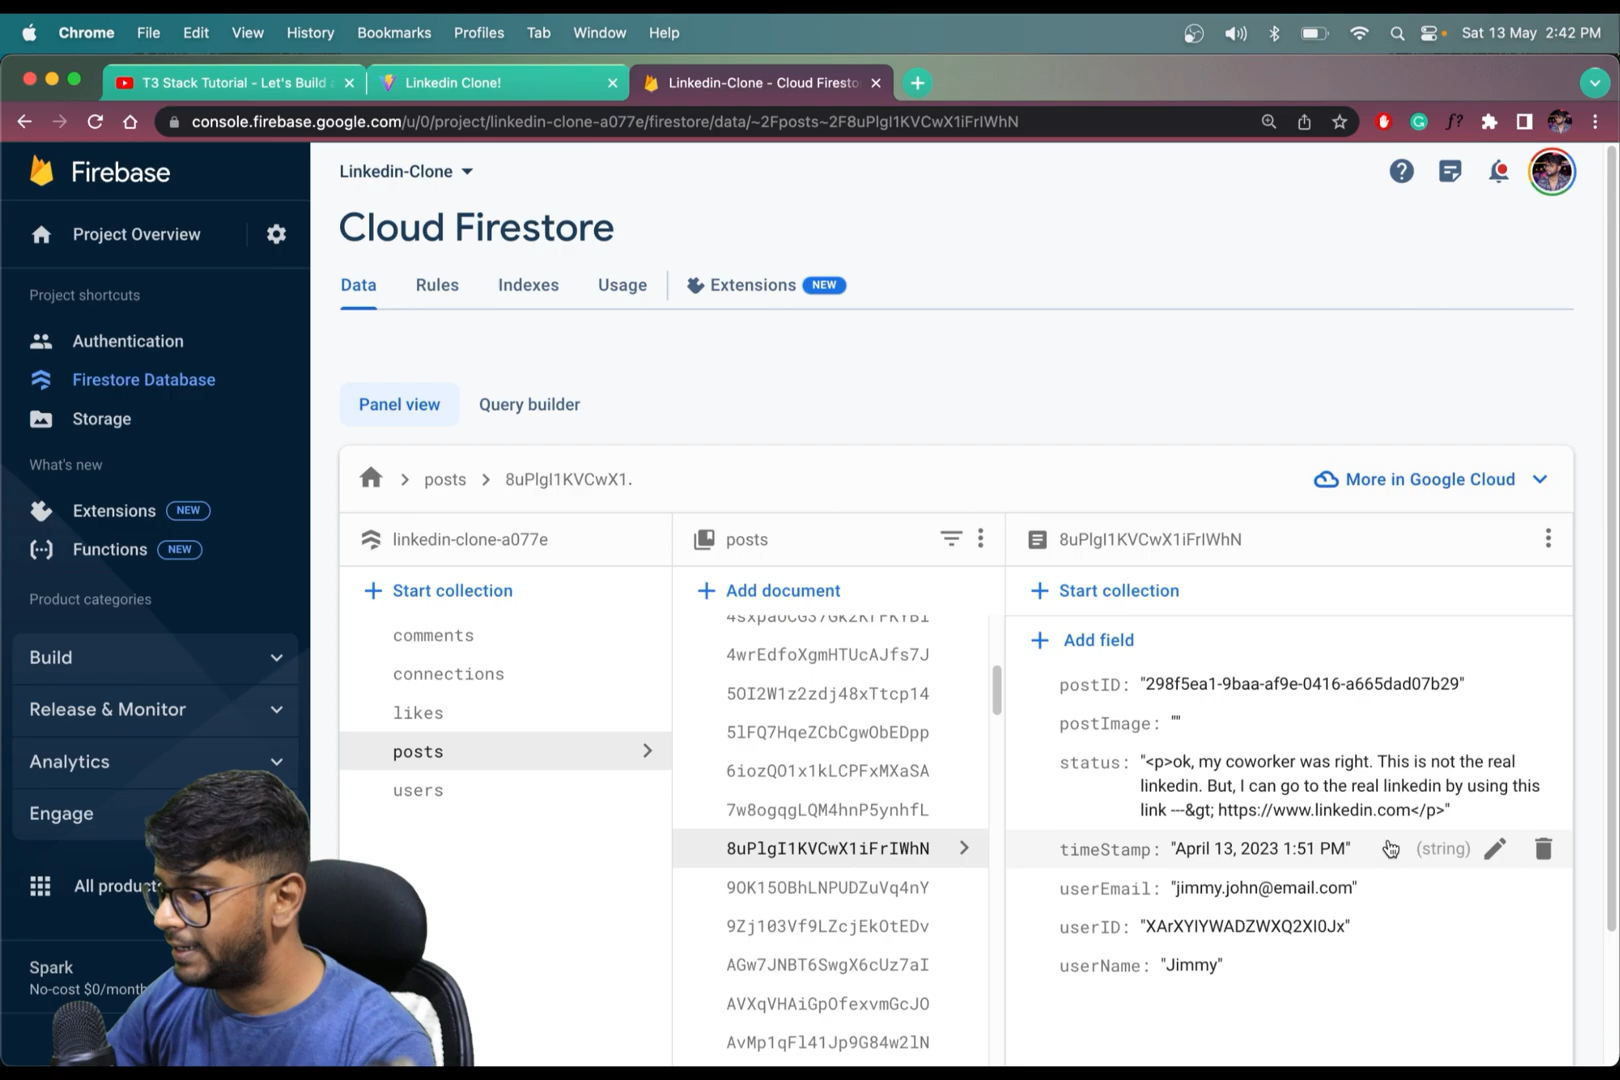 Chrome File Edit View History Bookmarks Profiles Tab Window Help Sat 13 May 2:42 PM
T3 Stack Tutorial - Let's Build Linkedin Clone! Linkedin-Clone - Cloud Firesto
console.firebase.google.com/u/0/project/linkedin-clone-a077e/firestore/data/~2Fposts~2F8uPlgI1KVCwX1iFrIWhN
Firebase
Project Overview
Project shortcuts
Authentication
Firestore Database
Storage
What's new
Extensions NEW
Functions NEW
Product categories
Build
Release & Monitor
Analytics
Engage
All product
Spark
No-cost $0/month
Linkedin-Clone
Cloud Firestore
Data Rules Indexes Usage Extensions NEW
Panel view Query builder
posts 8uPlgI1KVCwX1.
More in Google Cloud
linkedin-clone-a077e
Start collection
comments
connections
likes
posts
users
posts
Add document
4wrEdfoXgmHTUcAJfs7J
5OI2W1z2zdj48xTtcp14
5lFQ7HqeZCbCgwObEDpp
6iozQO1x1kLCPFxMXaSA
7w8ogqgLQM4hnP5ynhfL
8uPlgI1KVCwX1iFrIWhN
9OK15OBhLNPUDZuVq4nY
9Zj103Vf9LZcjEkOtEDv
AGw7JNBT6SwgX6cUz7aI
AVXqVHAiGpOfexvmGcJO
AvMp1qFl41Jp9G84w2lN
8uPlgI1KVCwX1iFrIWhN
Start collection
Add field
postID: "298f5ea1-9baa-af9e-0416-a665dad07b29"
postImage: ""
status: "<p>ok, my coworker was right. This is not the real
linkedin. But, I can go to the real linkedin by using this
link ---&gt; https://www.linkedin.com</p>"
timeStamp: "April 13, 2023 1:51 PM" (string)
userEmail: "jimmy.john@email.com"
userID: "XArXYIYWADZWXQ2XI0Jx"
userName: "Jimmy"